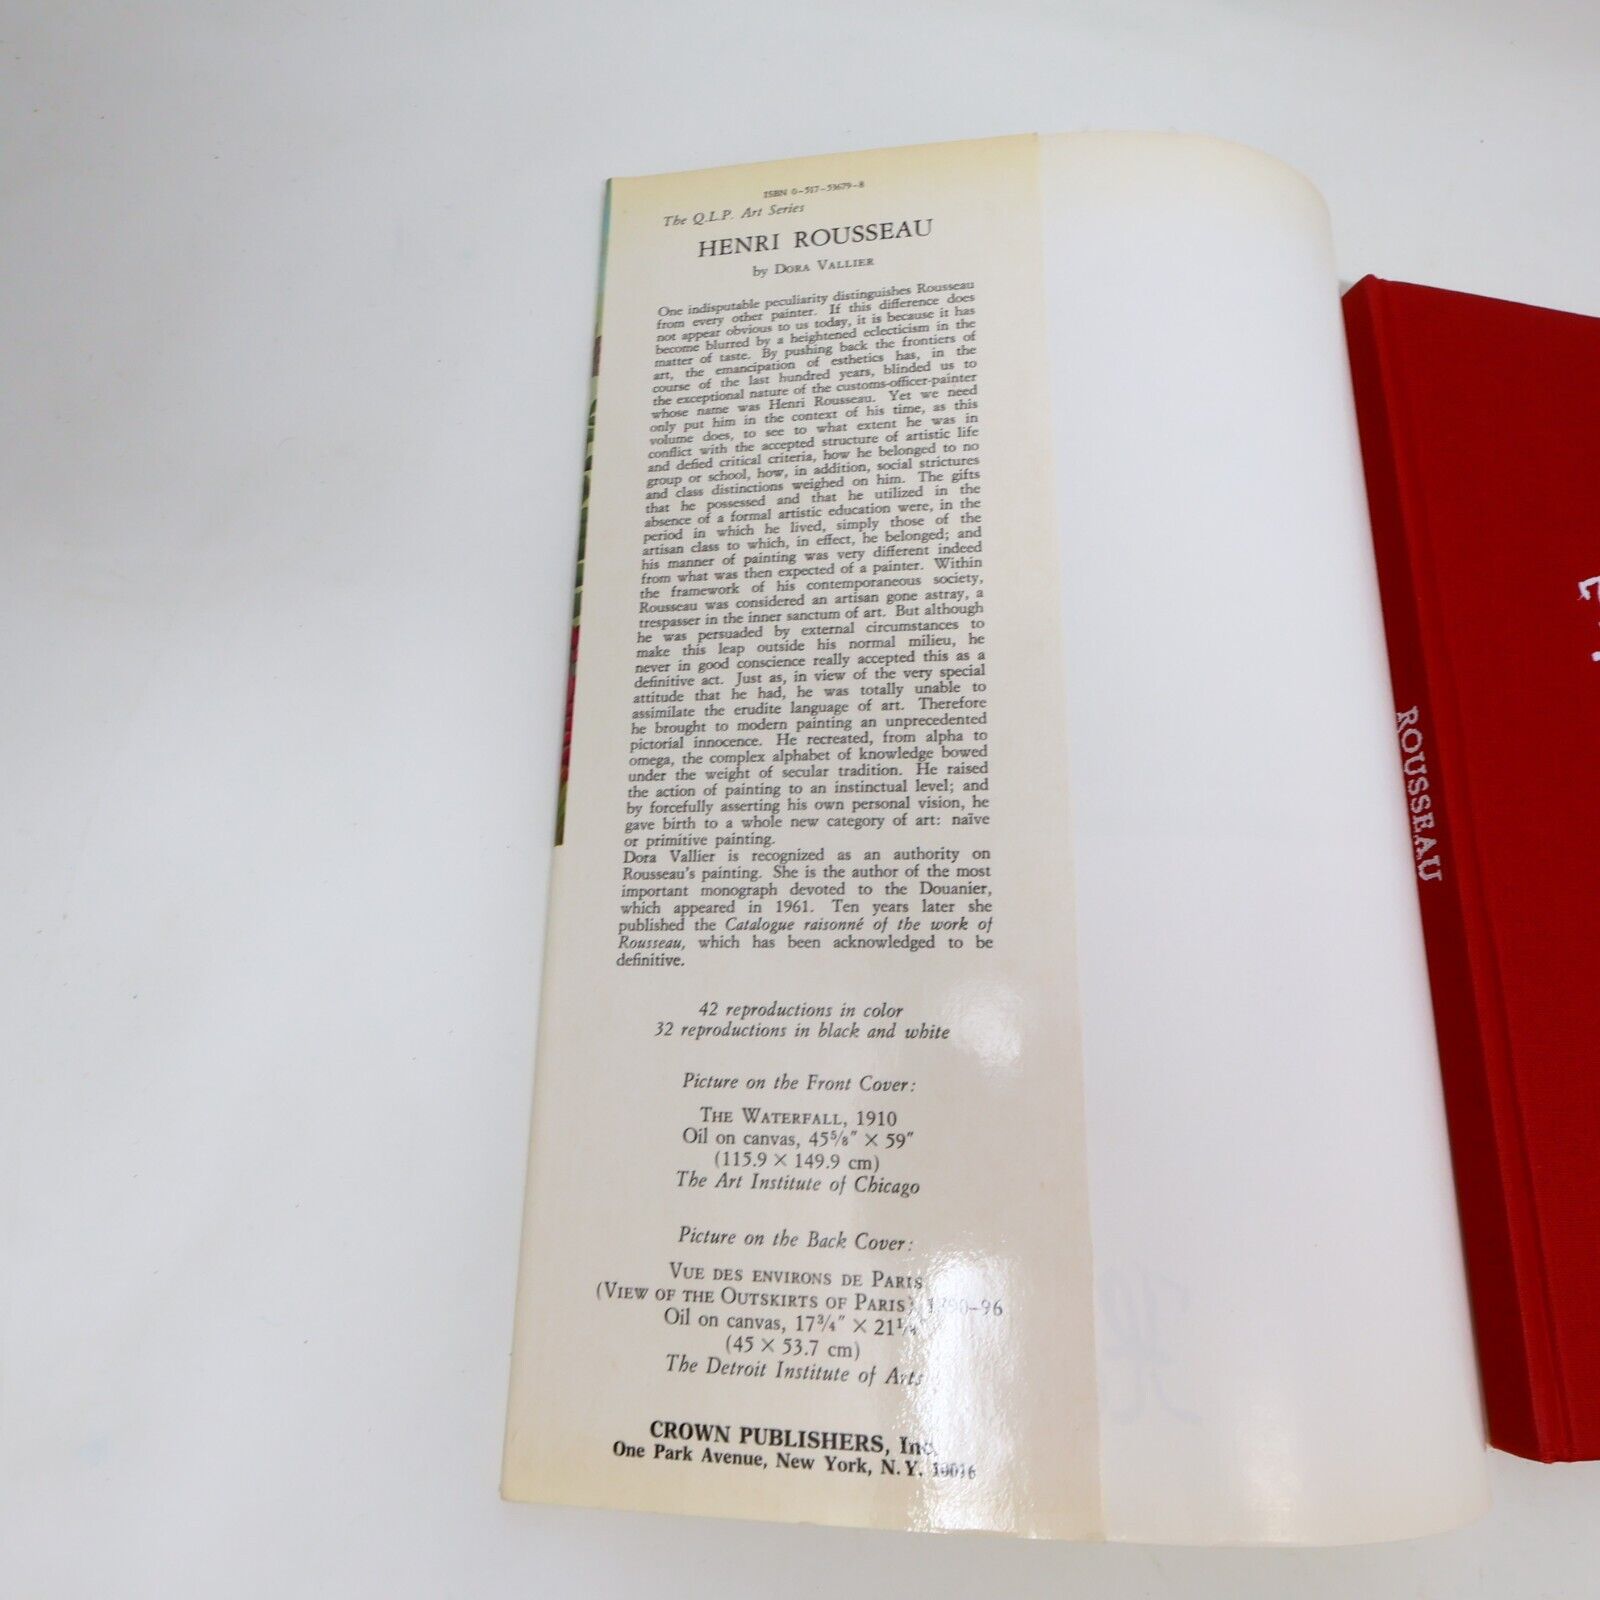 ISBN 0-517-53679-8
The Q.L.P. Art Series
HENRI ROUSSEAU
by DORA VALLIER
One indisputable peculiarity distinguishes Rousseau
from every other painter. If this difference does
not appear obvious to us today, it is because it has
become blurred by a heightened eclecticism in the
matter of taste. By pushing back the frontiers of
art, the emancipation of esthetics has, in the
course of the last hundred years, blinded us to
the exceptional nature of the customs-officer-painter
whose name was Henri Rousseau. Yet we need
only put him in the context of his time, as this
volume does, to see to what extent he was in
conflict with the accepted structure of artistic life
and defied critical criteria, how he belonged to no
group or school, how, in addition, social strictures
and class distinctions weighed on him. The gifts
that he possessed and that he utilized in the
absence of a formal artistic education were, in the
period in which he lived, simply those of the
artisan class to which, in effect, he belonged; and
his manner of painting was very different indeed
from what was then expected of a painter. Within
the framework of his contemporaneous society,
Rousseau was considered an artisan gone astray, a
trespasser in the inner sanctum of art. But although
he was persuaded by external circumstances to
make this leap outside his normal milieu, he
never in good conscience really accepted this as a
definitive act. Just as, in view of the very special
attitude that he had, he was totally unable to
assimilate the erudite language of art. Therefore
he brought to modern painting an unprecedented
pictorial innocence. He recreated, from alpha to
omega, the complex alphabet of knowledge bowed
under the weight of secular tradition. He raised
the action of painting to an instinctual level; and
by forcefully asserting his own personal vision, he
gave birth to a whole new category of art: naïve
or primitive painting.
Dora Vallier is recognized as an authority on
Rousseau's painting. She is the author of the most
important monograph devoted to the Douanier,
which appeared in 1961. Ten years later she
published the Catalogue raisonné of the work of
Rousseau, which has been acknowledged to be
definitive.
42 reproductions in color
32 reproductions in black and white
Picture on the Front Cover:
THE WATERFALL, 1910
Oil on canvas, 45⅝″ × 59″
(115.9 × 149.9 cm)
The Art Institute of Chicago
Picture on the Back Cover:
VUE DES ENVIRONS DE PARIS
(VIEW OF THE OUTSKIRTS OF PARIS)
Oil on canvas, 17¾″ ×
(45 × 53.7 cm)
The Detroit Institute of Arts
CROWN PUBLISHERS, Inc.
One Park Avenue, New York, N.Y. 10016
ROUSSEAU